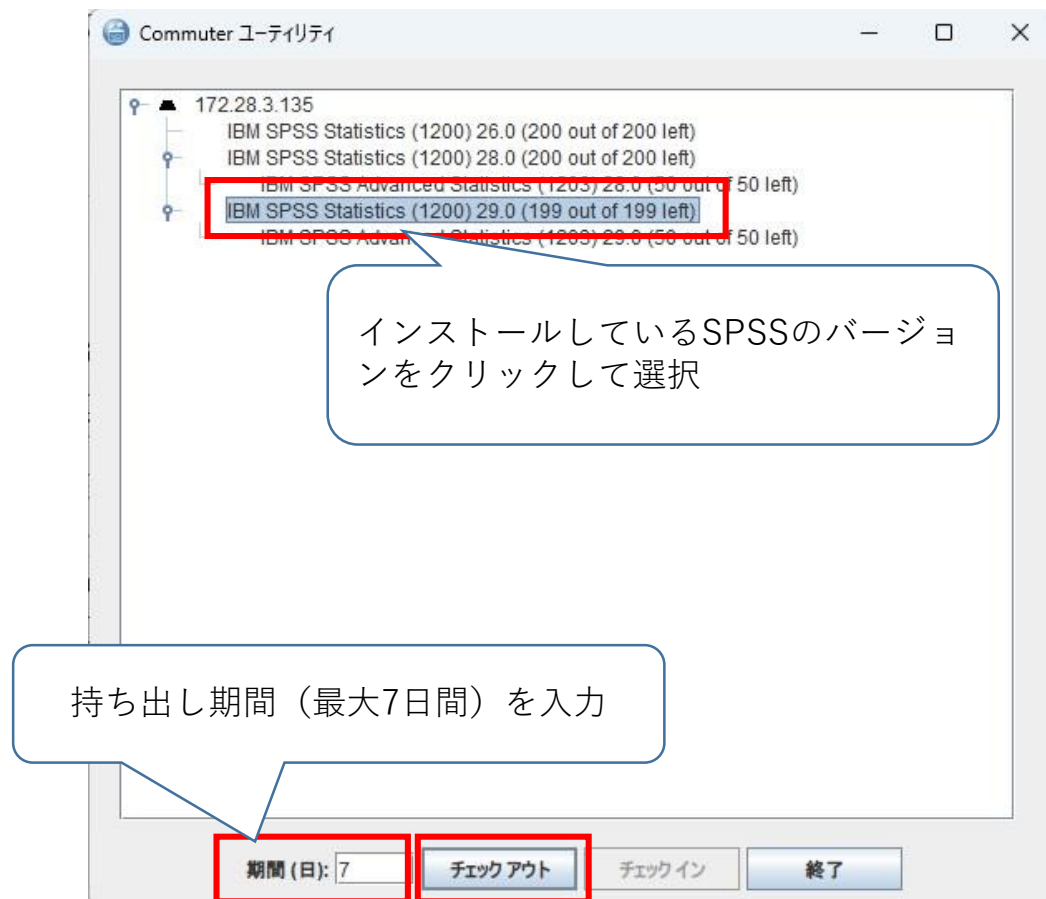 Commuter ユーティリティ
172.28.3.135
IBM SPSS Statistics (1200) 26.0 (200 out of 200 left)
IBM SPSS Statistics (1200) 28.0 (200 out of 200 left)
IBM SPSS Advanced Statistics (1203) 28.0 (50 out of 50 left)
IBM SPSS Statistics (1200) 29.0 (199 out of 199 left)
IBM SPSS Advanced Statistics (1203) 29.0 (50 out of 50 left)
インストールしているSPSSのバージョ
ンをクリックして選択
持ち出し期間（最大7日間）を入力
期間 (日): 7 チェックアウト チェックイン 終了